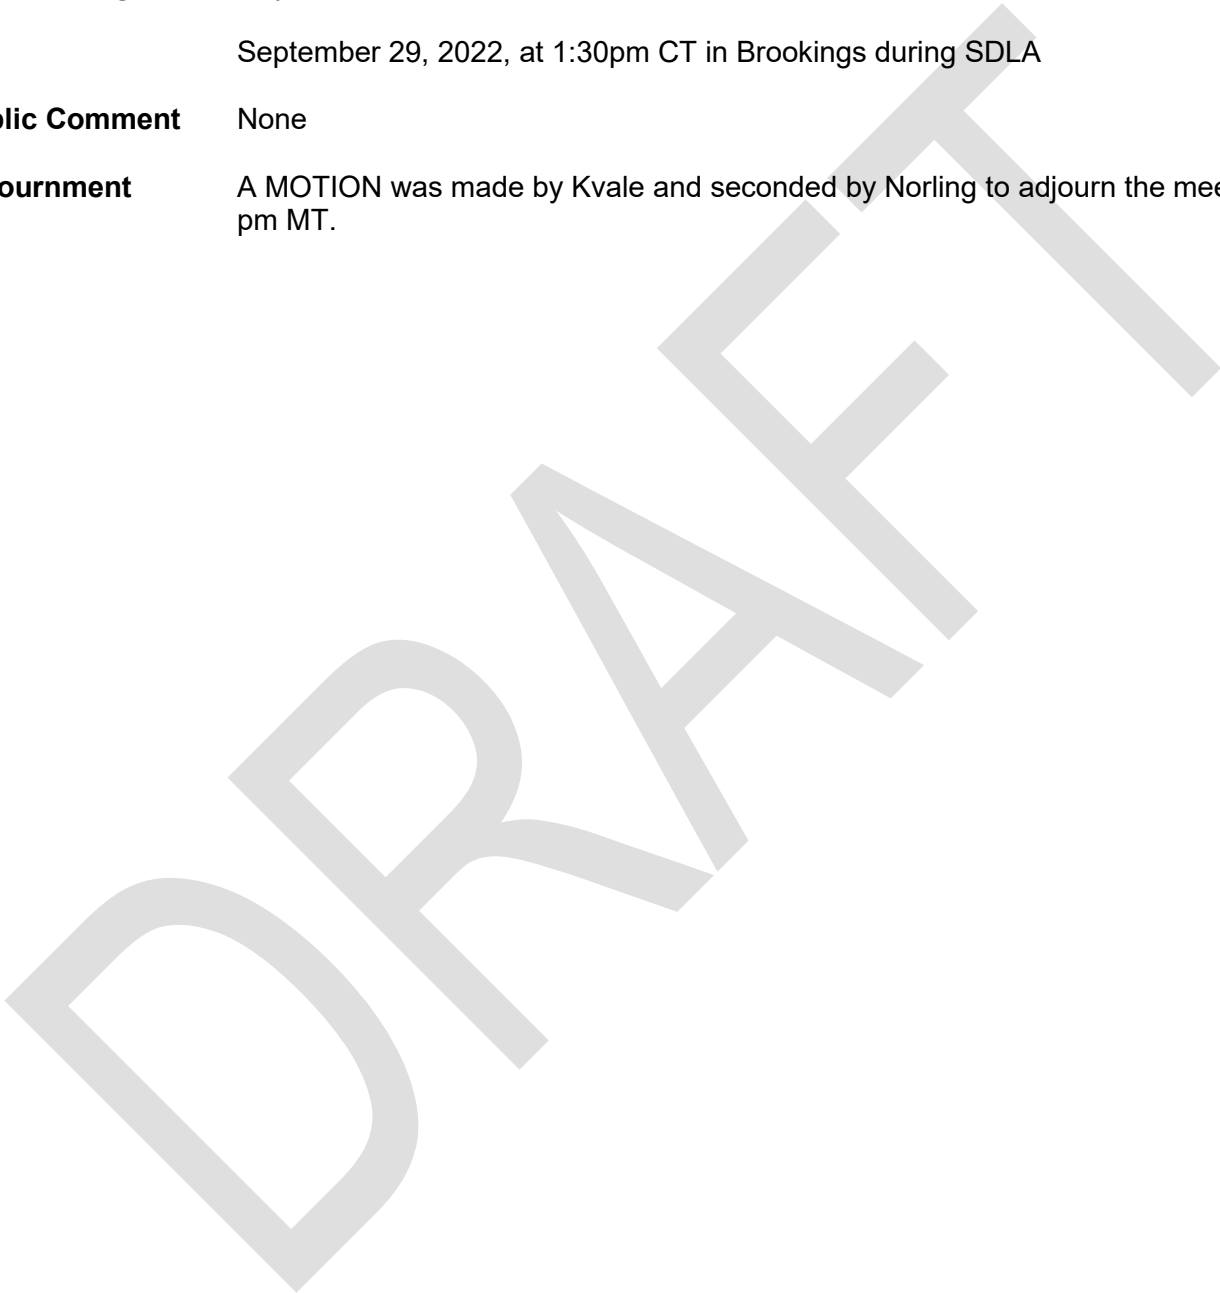 September 29, 2022, at 1:30pm CT in Brookings during SDLA
lic Comment None
ournment A MOTION was made by Kvale and seconded by Norling to adjourn the mee
pm MT.
DRAFT